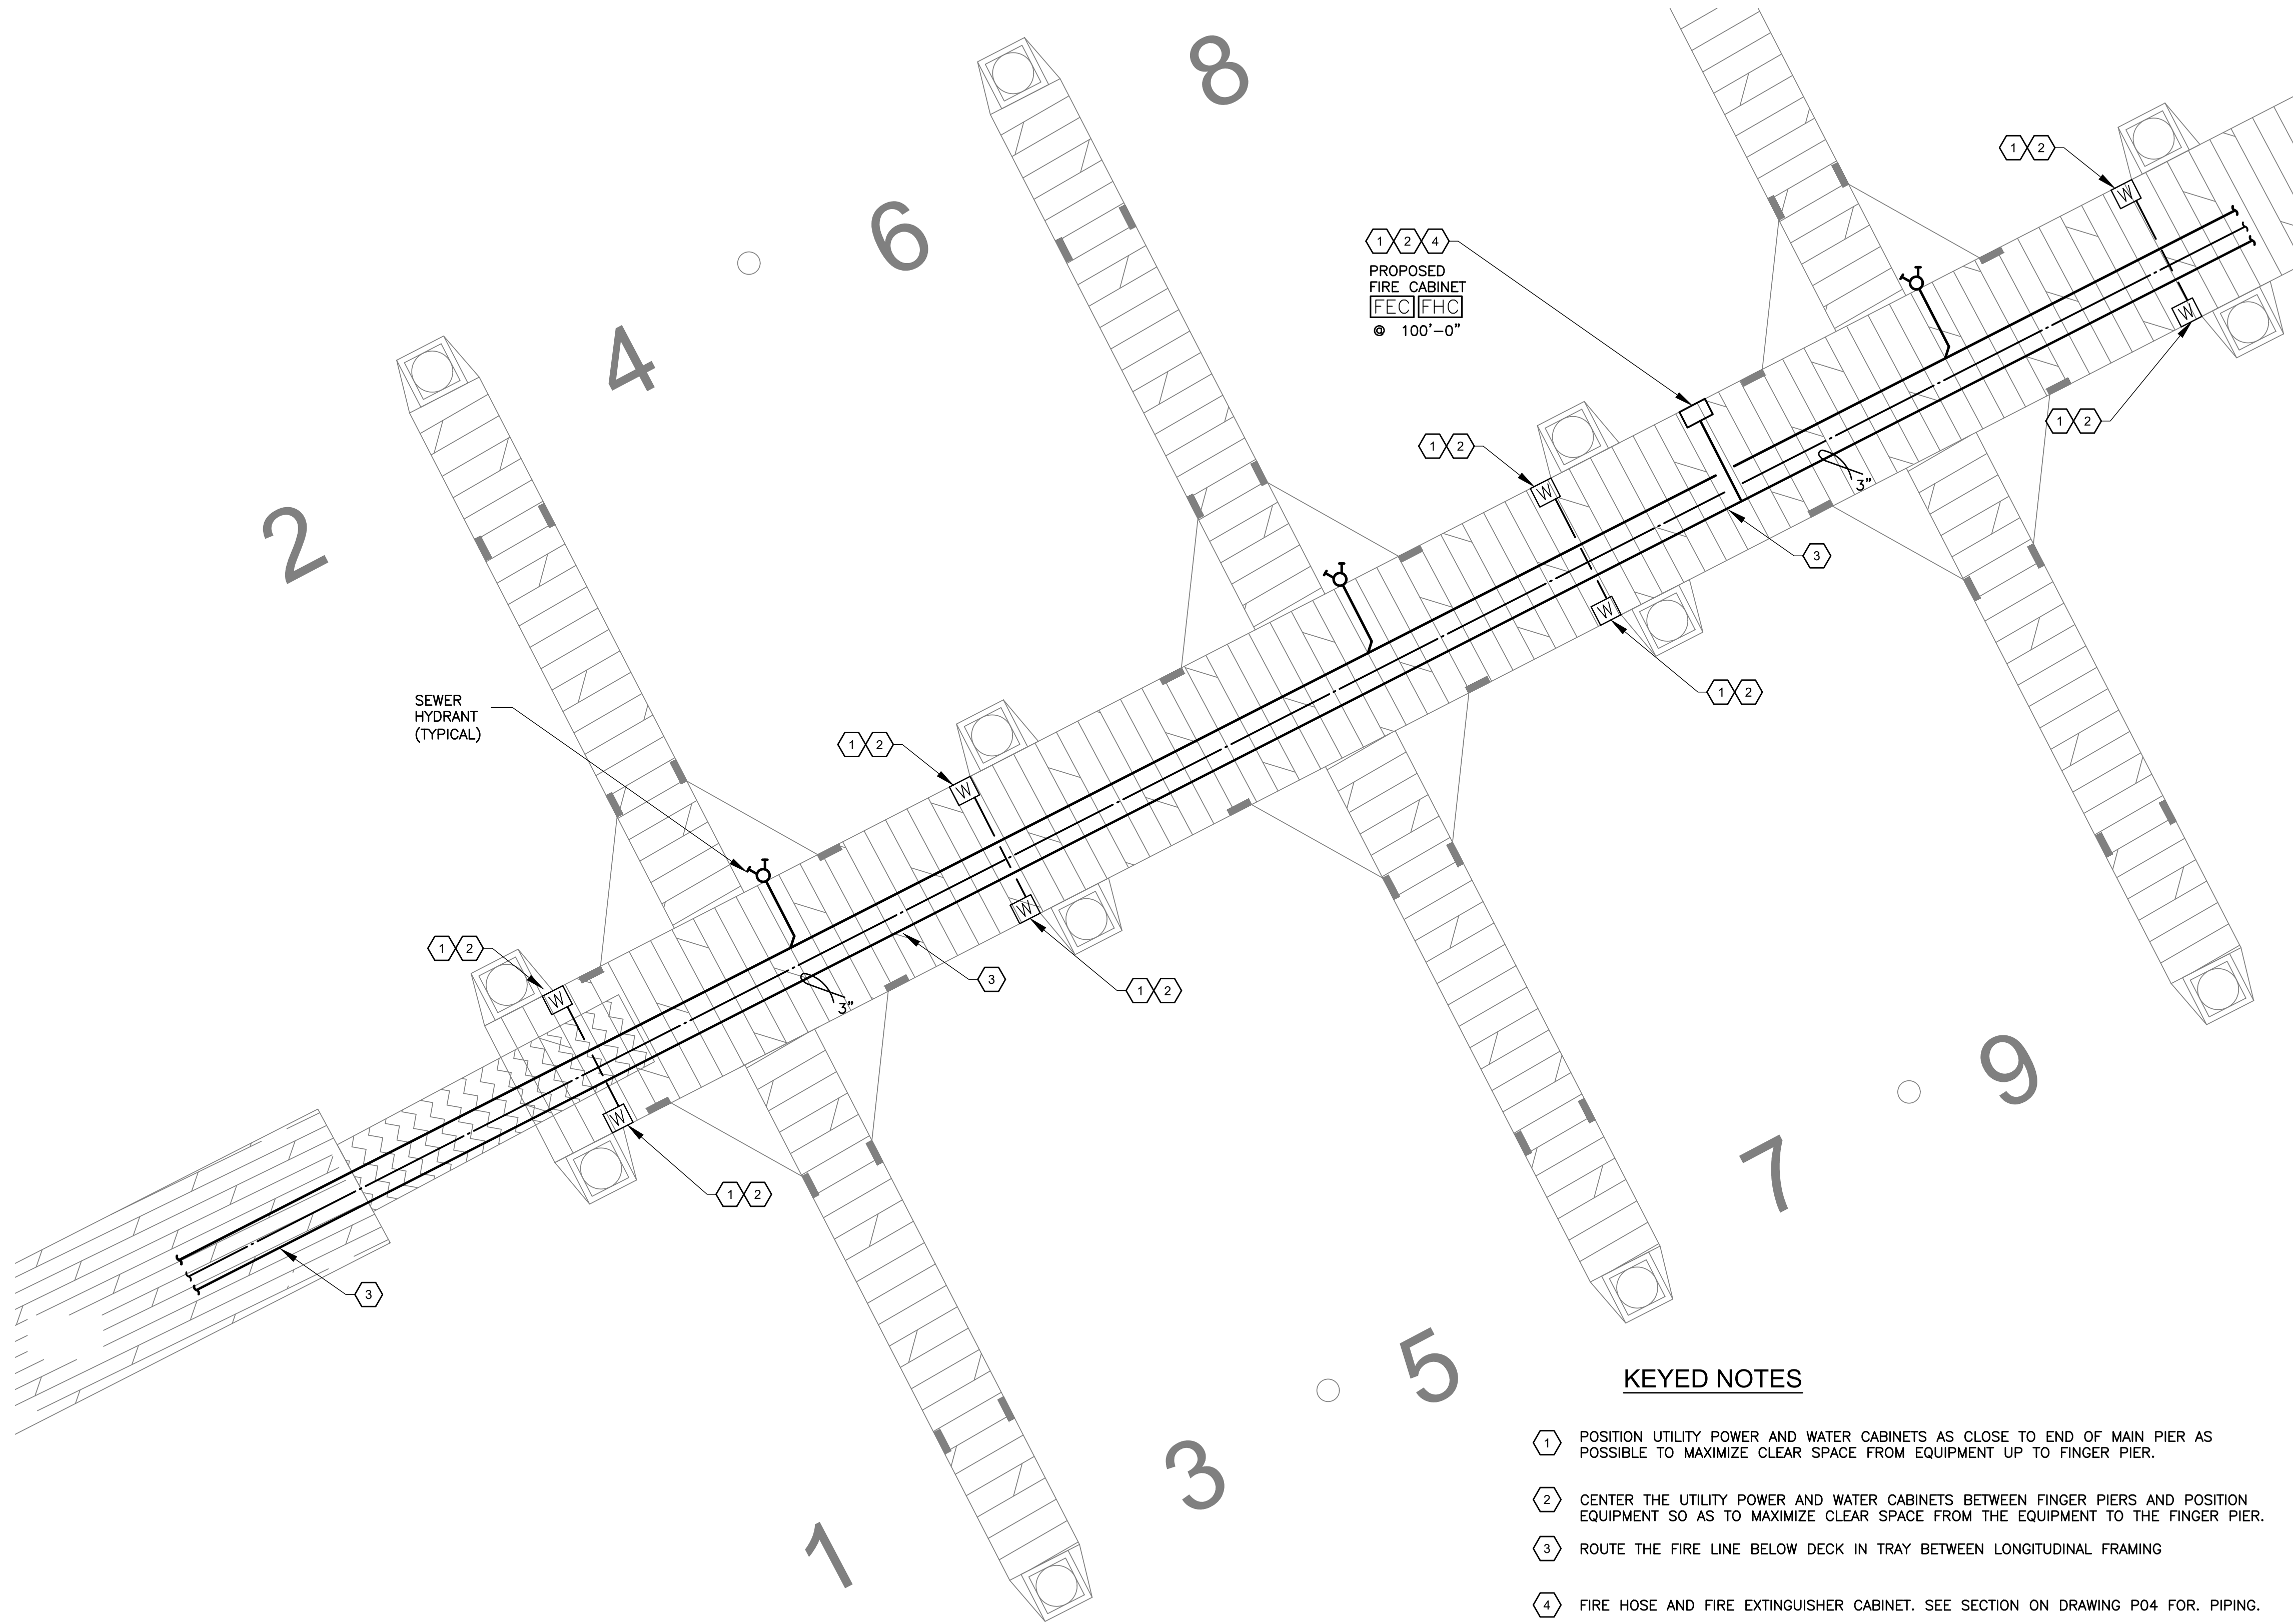 8
1 2
6
1 2 4
PROPOSED
FIRE CABINET
FEC FHC
@ 100'-0"
4
1 2
1 2
W
W
W
3"
2
3
W
1 2
SEWER
HYDRANT
(TYPICAL)
1 2
W
W
1 2
W
3
1 2
3"
W
9
1 2
7
3
5
KEYED NOTES
1 POSITION UTILITY POWER AND WATER CABINETS AS CLOSE TO END OF MAIN PIER AS
POSSIBLE TO MAXIMIZE CLEAR SPACE FROM EQUIPMENT UP TO FINGER PIER.
3
2 CENTER THE UTILITY POWER AND WATER CABINETS BETWEEN FINGER PIERS AND POSITION
EQUIPMENT SO AS TO MAXIMIZE CLEAR SPACE FROM THE EQUIPMENT TO THE FINGER PIER.
1
3 ROUTE THE FIRE LINE BELOW DECK IN TRAY BETWEEN LONGITUDINAL FRAMING
4 FIRE HOSE AND FIRE EXTINGUISHER CABINET. SEE SECTION ON DRAWING P04 FOR. PIPING.